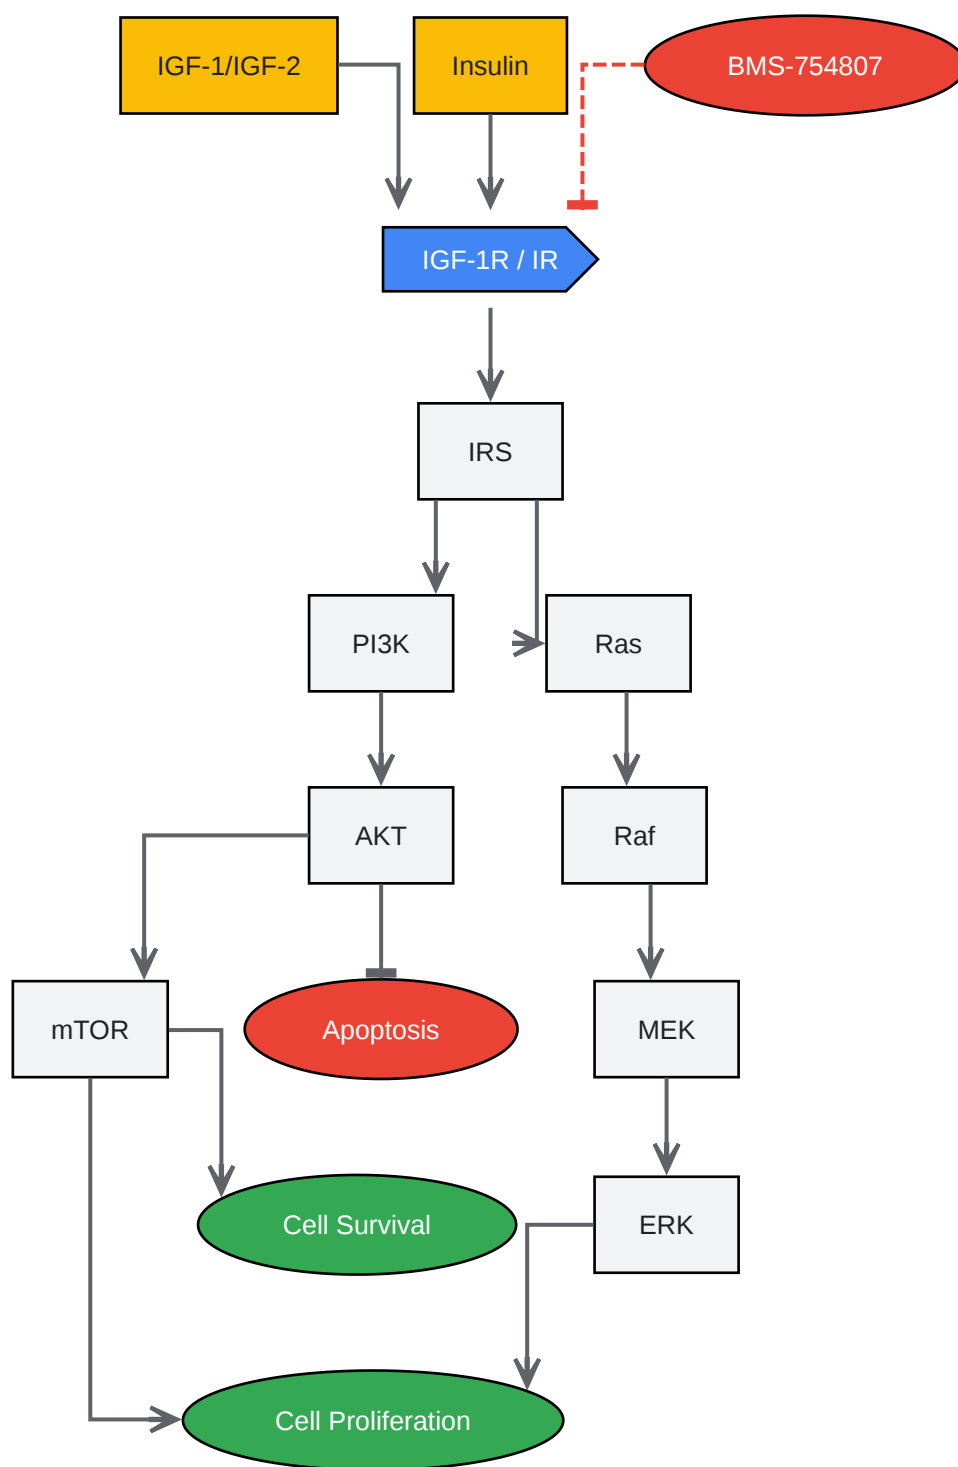 IGF-1/IGF-2
Insulin
BMS-754807
IGF-1R / IR
IRS
PI3K
Ras
AKT
Raf
mTOR
Apoptosis
MEK
Cell Survival
ERK
Cell Proliferation